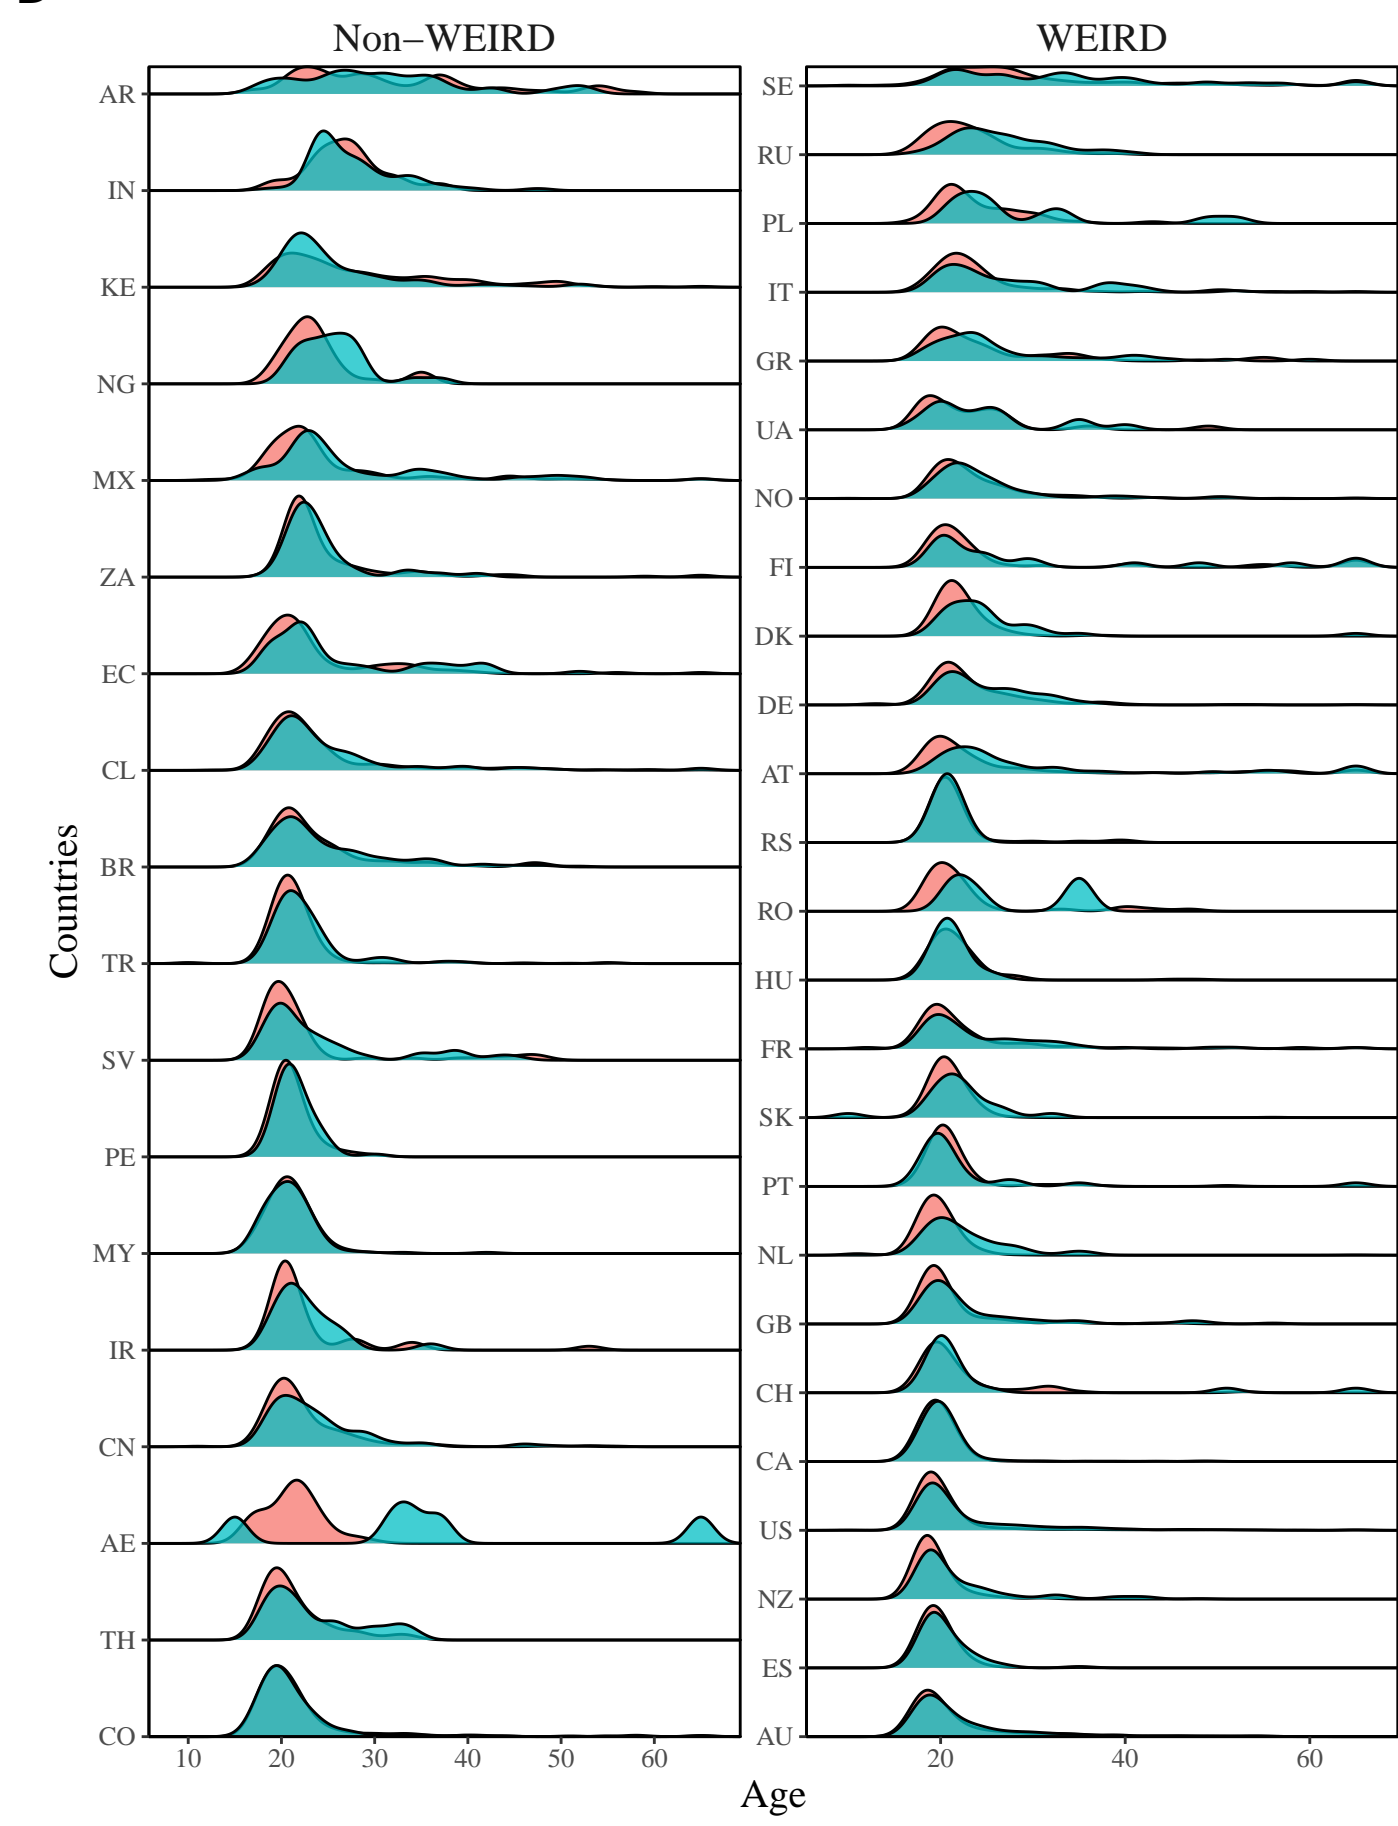 Non−WEIRD
WEIRD
Countries
AR
IN
KE
NG
MX
ZA
EC
CL
BR
TR
SV
PE
MY
IR
CN
AE
TH
CO
10 20 30 40 50 60
SE
RU
PL
IT
GR
UA
NO
FI
DK
DE
AT
RS
RO
HU
FR
SK
PT
NL
GB
CH
CA
US
NZ
ES
AU
20 40 60
Age